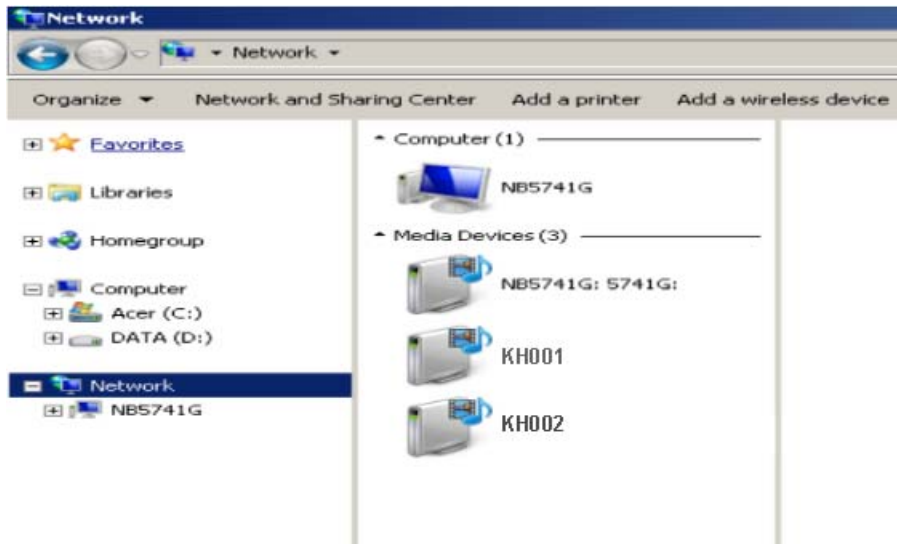 Network
Network
Organize Network and Sharing Center Add a printer Add a wireless device
Favorites
Libraries
Homegroup
Computer
Acer (C:)
DATA (D:)
Network
NB5741G
Computer (1)
NB5741G
Media Devices (3)
NB5741G: 5741G:
KH001
KH002